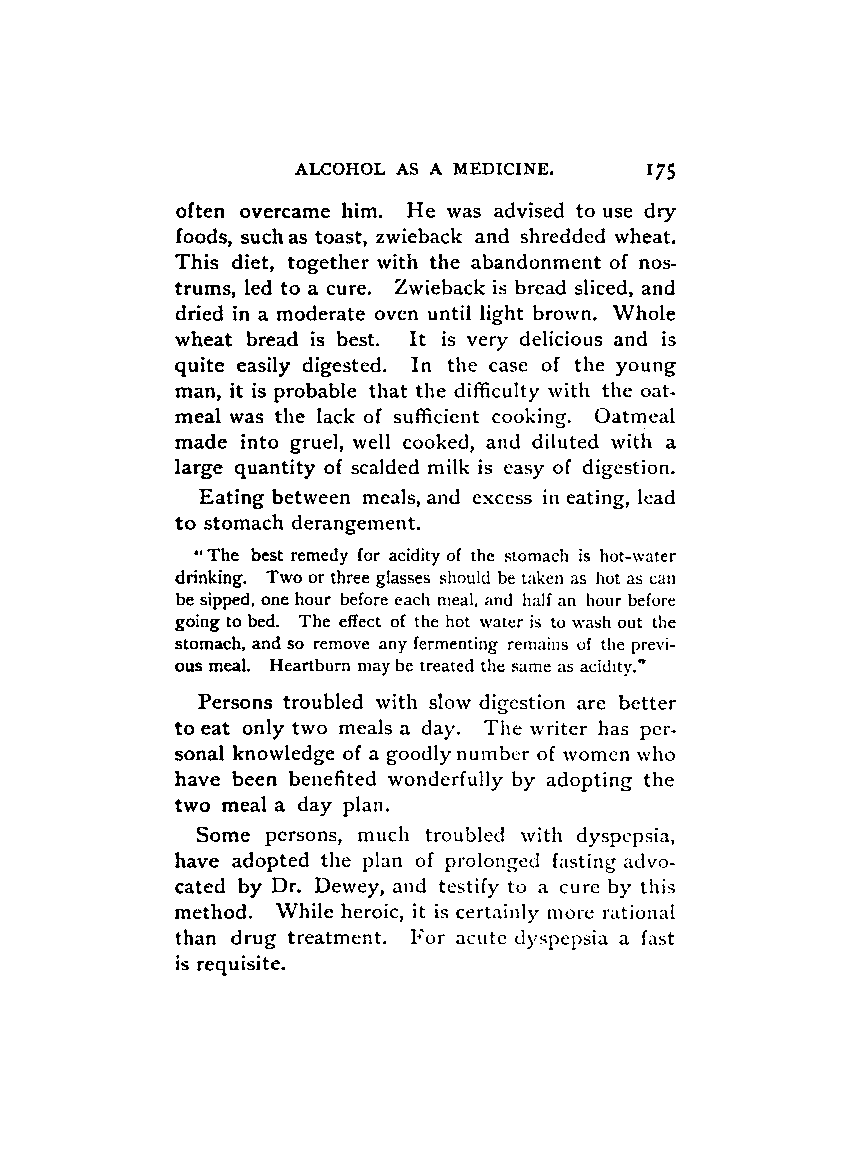 ALCOHOL AS A MEDICINE. 175
often overcame him. He was advised to use dry
foods, such as toast, zwieback and shredded wheat.
This diet, together with the abandonment of nos-
trums, led to a cure. Zwieback is bread sliced, and
dried in a moderate oven until light brown. Whole
wheat bread is best. It is very delicious and is
quite easily digested. In the case of the young
man, it is probable that the difficulty with the oat-
meal was the lack of sufficient cooking. Oatmeal
made into gruel, well cooked, and diluted with a
large quantity of scalded milk is easy of digestion.
Eating between meals, and excess in eating, lead
to stomach derangement.
"The best remedy for acidity of the stomach is hot-water
drinking. Two or three glasses should be taken as hot as can
be sipped, one hour before each meal, and half an hour before
going to bed. The effect of the hot water is to wash out the
stomach, and so remove any fermenting remains of the previ-
ous meal. Heartburn may be treated the same as acidity."
Persons troubled with slow digestion are better
to eat only two meals a day. The writer has per-
sonal knowledge of a goodly number of women who
have been benefited wonderfully by adopting the
two meal a day plan.
Some persons, much troubled with dyspepsia,
have adopted the plan of prolonged fasting advo-
cated by Dr. Dewey, and testify to a cure by this
method. While heroic, it is certainly more rational
than drug treatment. For acute dyspepsia a fast
is requisite.